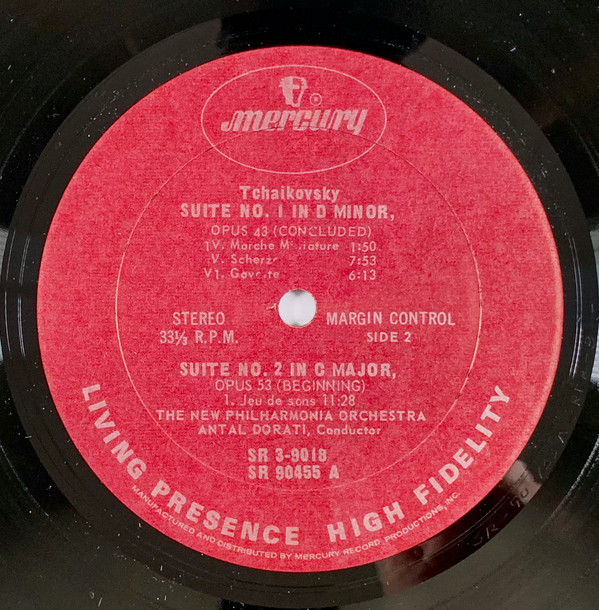 mercury ®
Tchaikovsky
SUITE NO. 1 IN D MINOR,
OPUS 43 (CONCLUDED)
IV. Marche Miniature 1:50
V. Scherzo 7:53
VI. Gavotte 6:13
STEREO MARGIN CONTROL
33⅓ R.P.M. SIDE 2
SUITE NO. 2 IN C MAJOR,
OPUS 53 (BEGINNING)
1. Jeu de sons 11:28
THE NEW PHILHARMONIA ORCHESTRA
ANTAL DORATI, Conductor
SR 3-9018
SR 90455 A
LIVING PRESENCE HIGH FIDELITY
MANUFACTURED AND DISTRIBUTED BY MERCURY RECORD PRODUCTIONS, INC.